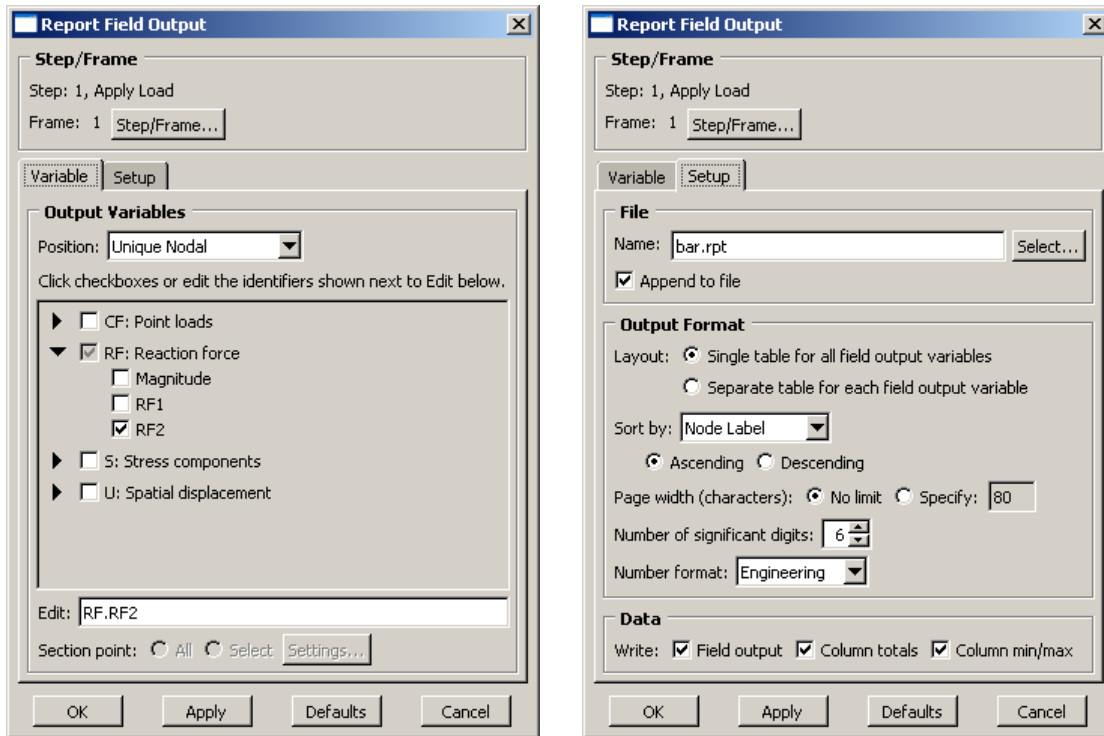 Report Field Output
Step/Frame
Step: 1, Apply Load
Frame: 1 Step/Frame...
Variable Setup
Output Variables
Position: Unique Nodal
Click checkboxes or edit the identifiers shown next to Edit below.
CF: Point loads
RF: Reaction force
Magnitude
RF1
RF2
S: Stress components
U: Spatial displacement
Edit: RF.RF2
Section point: All Select Settings...
OK Apply Defaults Cancel
Report Field Output
Step/Frame
Step: 1, Apply Load
Frame: 1 Step/Frame...
Variable Setup
File
Name: bar.rpt Select...
Append to file
Output Format
Layout: Single table for all field output variables
Separate table for each field output variable
Sort by: Node Label
Ascending Descending
Page width (characters): No limit Specify: 80
Number of significant digits: 6
Number format: Engineering
Data
Write: Field output Column totals Column min/max
OK Apply Defaults Cancel